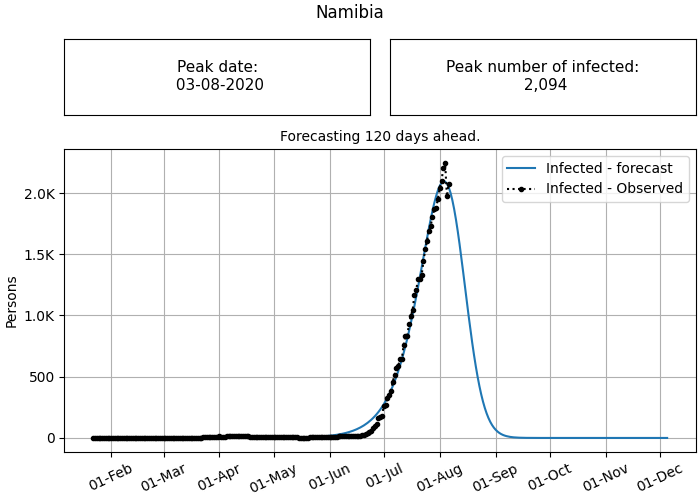 Namibia
Peak date:
03-08-2020
Peak number of infected:
2,094
Forecasting 120 days ahead.
Infected - forecast
Infected - Observed
Persons
2.0K
1.5K
1.0K
500
0
01-Feb
01-Mar
01-Apr
01-May
01-Jun
01-Jul
01-Aug
01-Sep
01-Oct
01-Nov
01-Dec